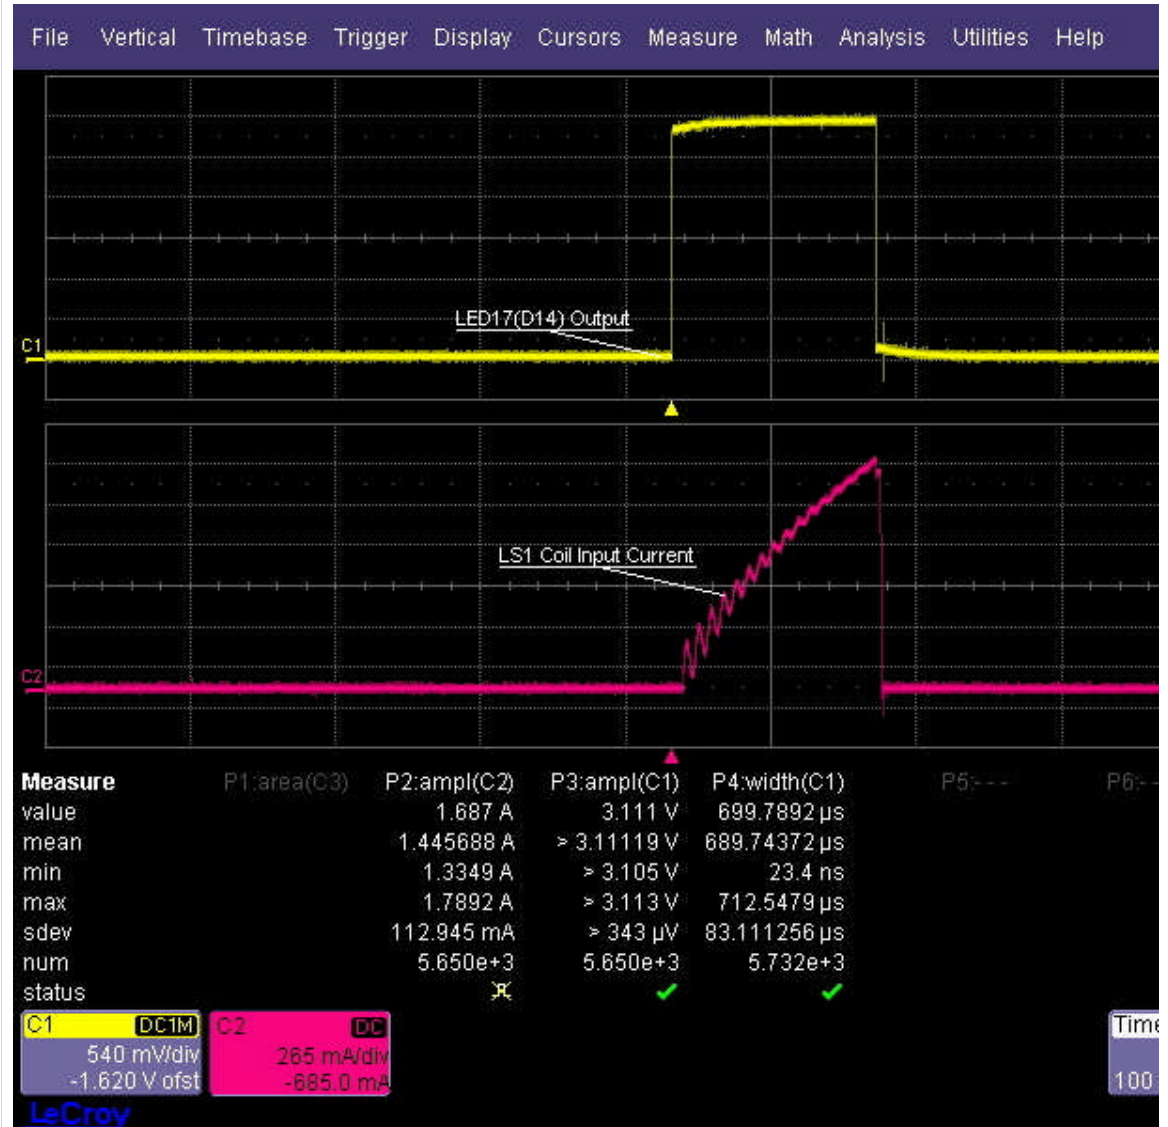 File Vertical Timebase Trigger Display Cursors Measure Math Analysis Utilities Help
C1
LED17(D14) Output
LS1 Coil Input Current
C2
Measure P1:area(C3) P2:ampl(C2) P3:ampl(C1) P4:width(C1) P5:- - - P6:- -
value 1.687 A 3.111 V 699.7892 µs
mean 1.445688 A > 3.11119 V 689.74372 µs
min 1.3349 A > 3.105 V 23.4 ns
max 1.7892 A > 3.113 V 712.5479 µs
sdev 112.945 mA > 343 µV 83.111256 µs
num 5.650e+3 5.650e+3 5.732e+3
status
C1 DC1M C2 DC Time
540 mV/div 265 mA/div
-1.620 V ofst -685.0 mA 100
LeCroy